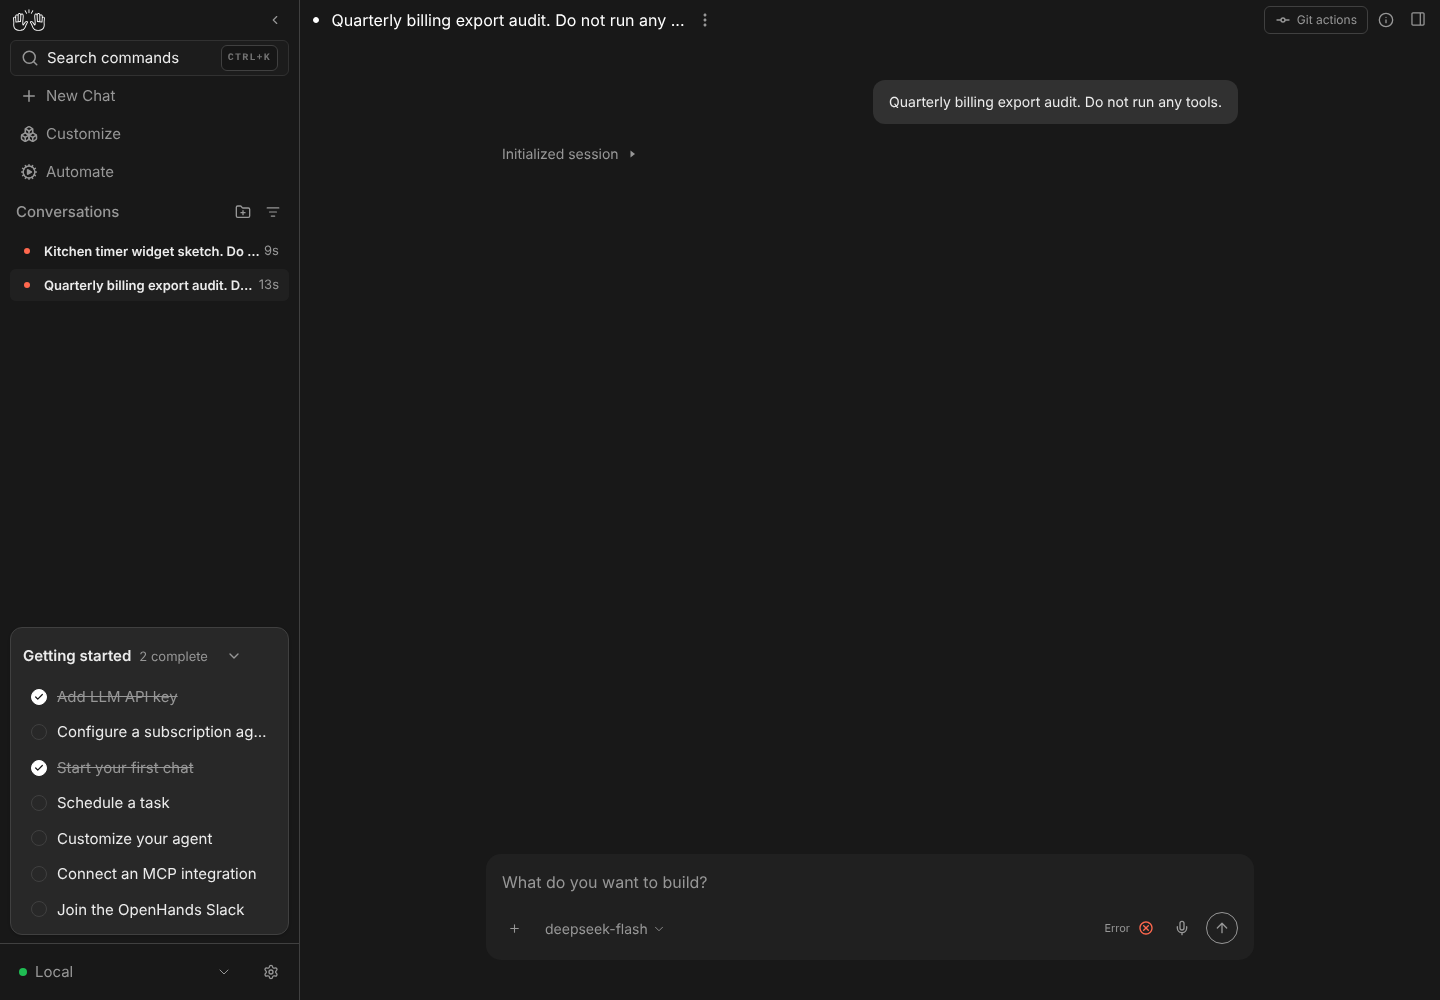 Search commands CTRL+K
New Chat
Customize
Automate
Conversations
Kitchen timer widget sketch. Do ... 9s
Quarterly billing export audit. D... 13s
Getting started 2 complete
Add LLM API key
Configure a subscription ag...
Start your first chat
Schedule a task
Customize your agent
Connect an MCP integration
Join the OpenHands Slack
Local
Quarterly billing export audit. Do not run any ...
Git actions
Quarterly billing export audit. Do not run any tools.
Initialized session
What do you want to build?
deepseek-flash
Error